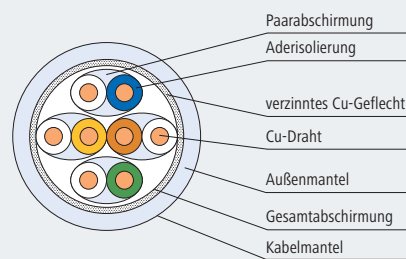 Paarabschirmung
Aderisolierung
verzinntes Cu-Geflecht
Cu-Draht
Außenmantel
Gesamtabschirmung
Kabelmantel